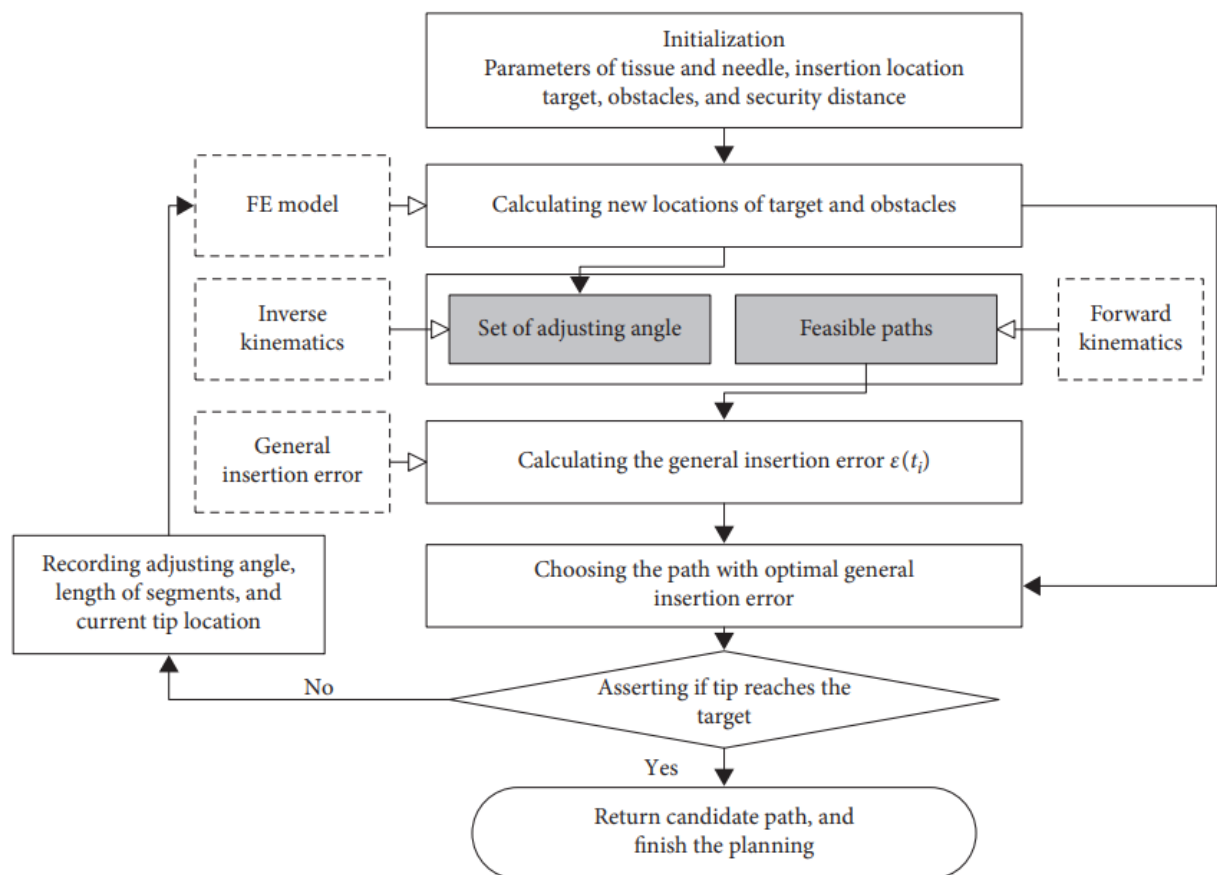 Initialization
Parameters of tissue and needle, insertion location
target, obstacles, and security distance
FE model
Calculating new locations of target and obstacles
Inverse
kinematics
Set of adjusting angle
Feasible paths
Forward
kinematics
General
insertion error
Calculating the general insertion error ε(tᵢ)
Recording adjusting angle,
length of segments, and
current tip location
Choosing the path with optimal general
insertion error
No
Asserting if tip reaches the
target
Yes
Return candidate path, and
finish the planning